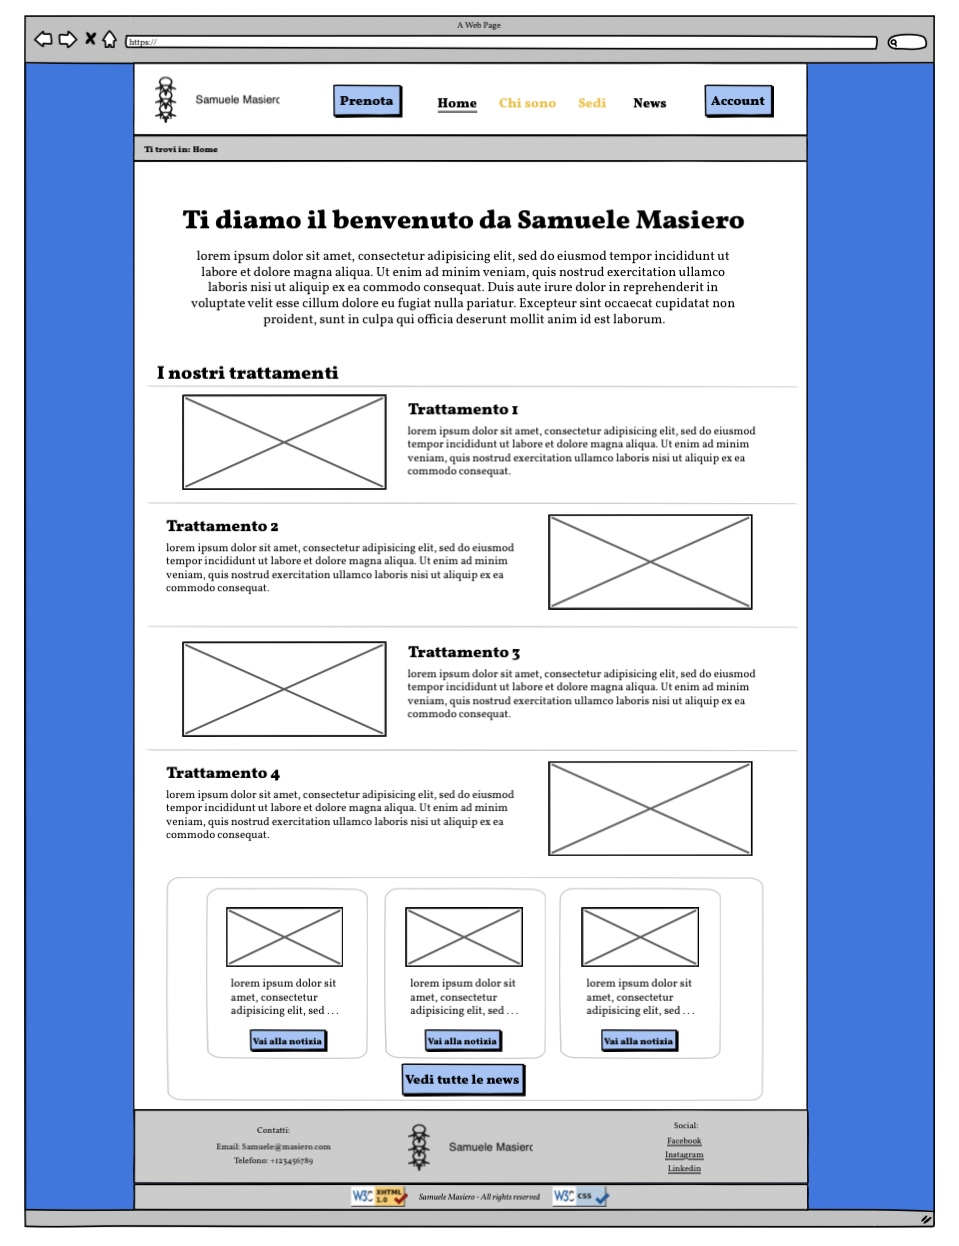 A Web Page
https://
Samuele Masierc
Prenota
Home
Chi sono
Sedi
News
Account
Ti trovi in: Home
Ti diamo il benvenuto da Samuele Masiero
lorem ipsum dolor sit amet, consectetur adipisicing elit, sed do eiusmod tempor incididunt ut
labore et dolore magna aliqua. Ut enim ad minim veniam, quis nostrud exercitation ullamco
laboris nisi ut aliquip ex ea commodo consequat. Duis aute irure dolor in reprehenderit in
voluptate velit esse cillum dolore eu fugiat nulla pariatur. Excepteur sint occaecat cupidatat non
proident, sunt in culpa qui officia deserunt mollit anim id est laborum.
I nostri trattamenti
Trattamento 1
lorem ipsum dolor sit amet, consectetur adipisicing elit, sed do eiusmod
tempor incididunt ut labore et dolore magna aliqua. Ut enim ad minim
veniam, quis nostrud exercitation ullamco laboris nisi ut aliquip ex ea
commodo consequat.
Trattamento 2
lorem ipsum dolor sit amet, consectetur adipisicing elit, sed do eiusmod
tempor incididunt ut labore et dolore magna aliqua. Ut enim ad minim
veniam, quis nostrud exercitation ullamco laboris nisi ut aliquip ex ea
commodo consequat.
Trattamento 3
lorem ipsum dolor sit amet, consectetur adipisicing elit, sed do eiusmod
tempor incididunt ut labore et dolore magna aliqua. Ut enim ad minim
veniam, quis nostrud exercitation ullamco laboris nisi ut aliquip ex ea
commodo consequat.
Trattamento 4
lorem ipsum dolor sit amet, consectetur adipisicing elit, sed do eiusmod
tempor incididunt ut labore et dolore magna aliqua. Ut enim ad minim
veniam, quis nostrud exercitation ullamco laboris nisi ut aliquip ex ea
commodo consequat.
lorem ipsum dolor sit
amet, consectetur
adipisicing elit, sed ...
Vai alla notizia
lorem ipsum dolor sit
amet, consectetur
adipisicing elit, sed ...
Vai alla notizia
lorem ipsum dolor sit
amet, consectetur
adipisicing elit, sed ...
Vai alla notizia
Vedi tutte le news
Contatti:
Email: Samuele@masiero.com
Telefono: +123456789
Samuele Masierc
Social:
Facebook
Instagram
Linkedin
W3C XHTML 1.0
Samuele Masiero - All rights reserved
W3C CSS